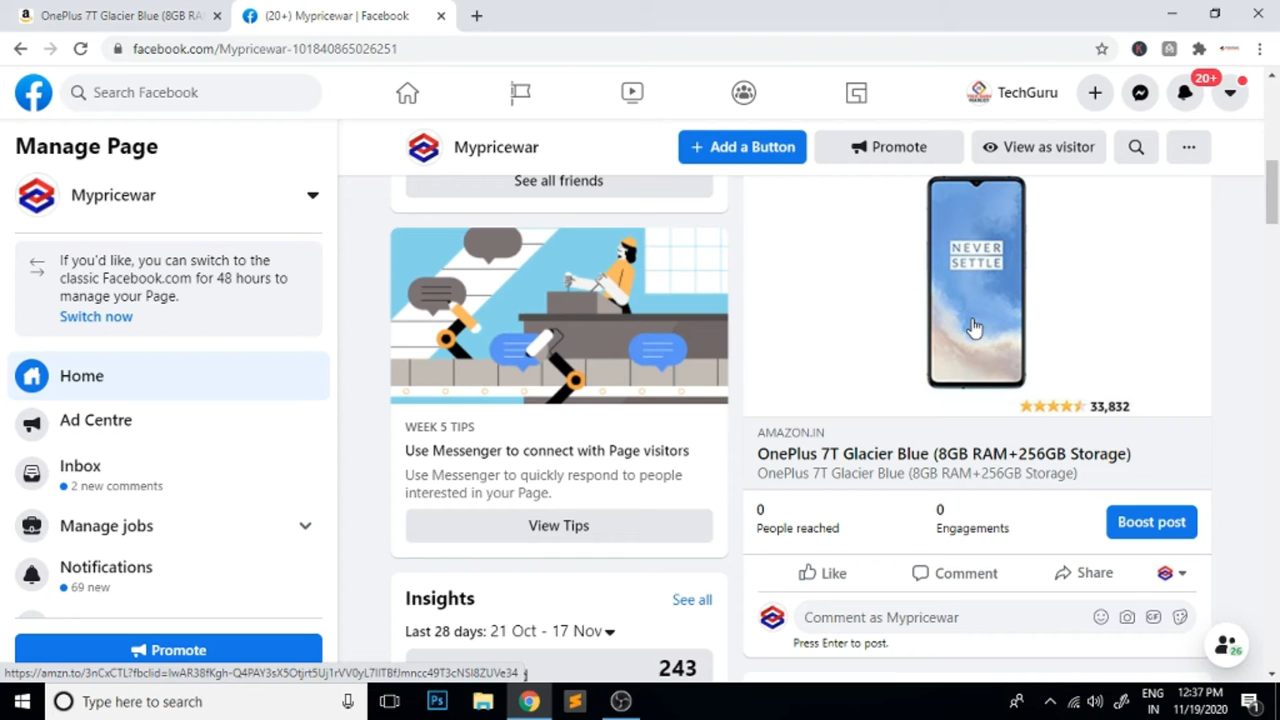 OnePlus 7T Glacier Blue (8GB RA
(20+) Mypricewar | Facebook
facebook.com/Mypricewar-101840865026251
Search Facebook
TechGuru
20+
Manage Page
Mypricewar
If you'd like, you can switch to the
classic Facebook.com for 48 hours to
manage your Page.
Switch now
Home
Ad Centre
Inbox
2 new comments
Manage jobs
Notifications
69 new
Promote
Mypricewar
+ Add a Button
Promote
View as visitor
See all friends
WEEK 5 TIPS
Use Messenger to connect with Page visitors
Use Messenger to quickly respond to people
interested in your Page.
View Tips
Insights
See all
Last 28 days: 21 Oct - 17 Nov
243
NEVER
SETTLE
33,832
AMAZON.IN
OnePlus 7T Glacier Blue (8GB RAM+256GB Storage)
OnePlus 7T Glacier Blue (8GB RAM+256GB Storage)
0
People reached
0
Engagements
Boost post
Like
Comment
Share
Comment as Mypricewar
GIF
Press Enter to post.
26
Type here to search
Ps
ENG
IN
12:37 PM
11/19/2020
1